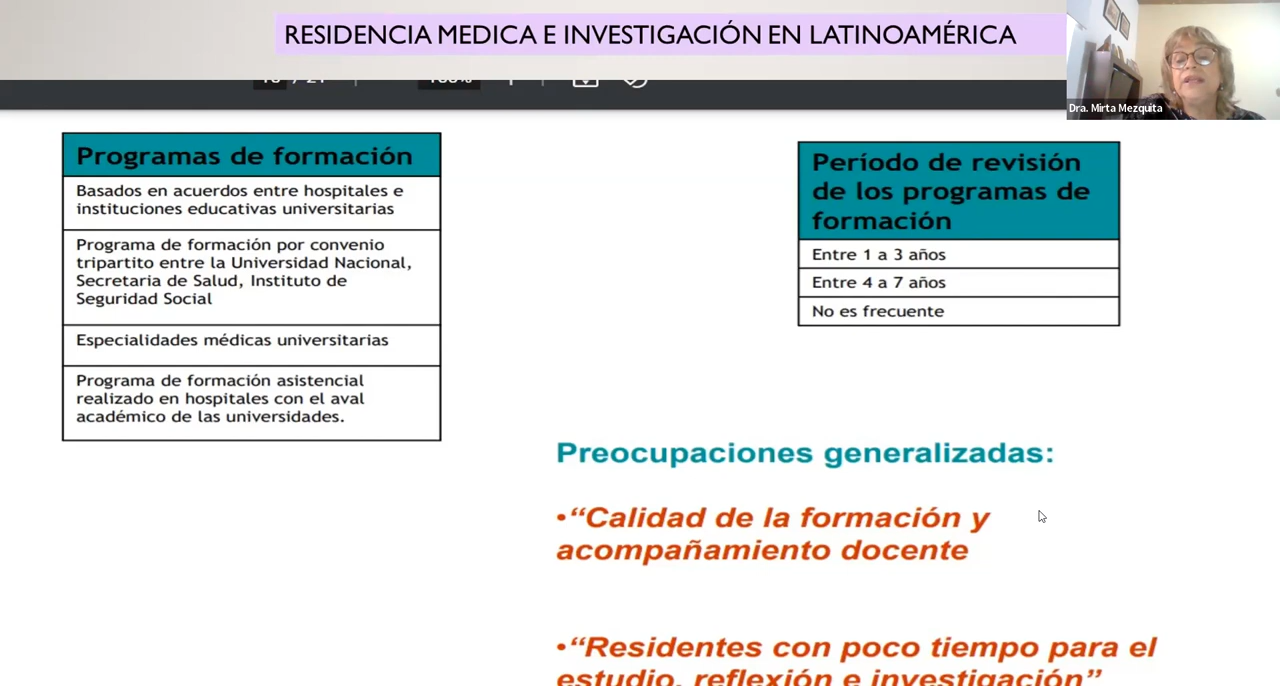 RESIDENCIA MEDICA E INVESTIGACIÓN EN LATINOAMÉRICA
Dra. Mirta Mezquita
Programas de formación
Basados en acuerdos entre hospitales e
instituciones educativas universitarias
Programa de formación por convenio
tripartito entre la Universidad Nacional,
Secretaria de Salud, Instituto de
Seguridad Social
Especialidades médicas universitarias
Programa de formación asistencial
realizado en hospitales con el aval
académico de las universidades.
Período de revisión
de los programas de
formación
Entre 1 a 3 años
Entre 4 a 7 años
No es frecuente
Preocupaciones generalizadas:
•“Calidad de la formación y
acompañamiento docente
•“Residentes con poco tiempo para el
estudio, reflexión e investigación”